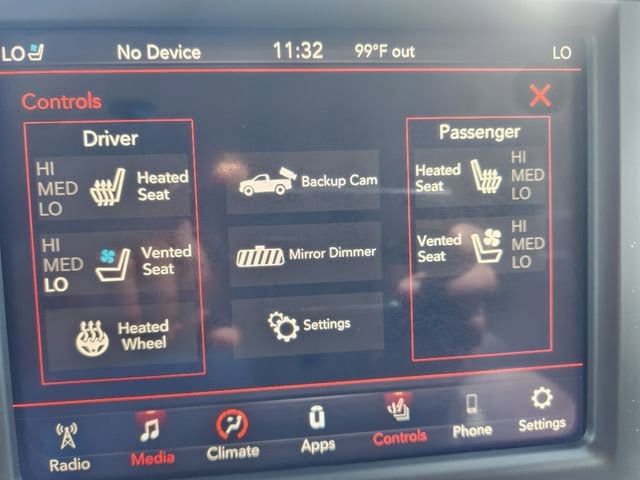 LO No Device 11:32 99°F out LO
Controls
Driver
HI
MED
LO
Heated
Seat
HI
MED
LO
Vented
Seat
Heated
Wheel
Backup Cam
Mirror Dimmer
Settings
Passenger
Heated
Seat
HI
MED
LO
Vented
Seat
HI
MED
LO
Radio Media Climate Apps Controls Phone Settings